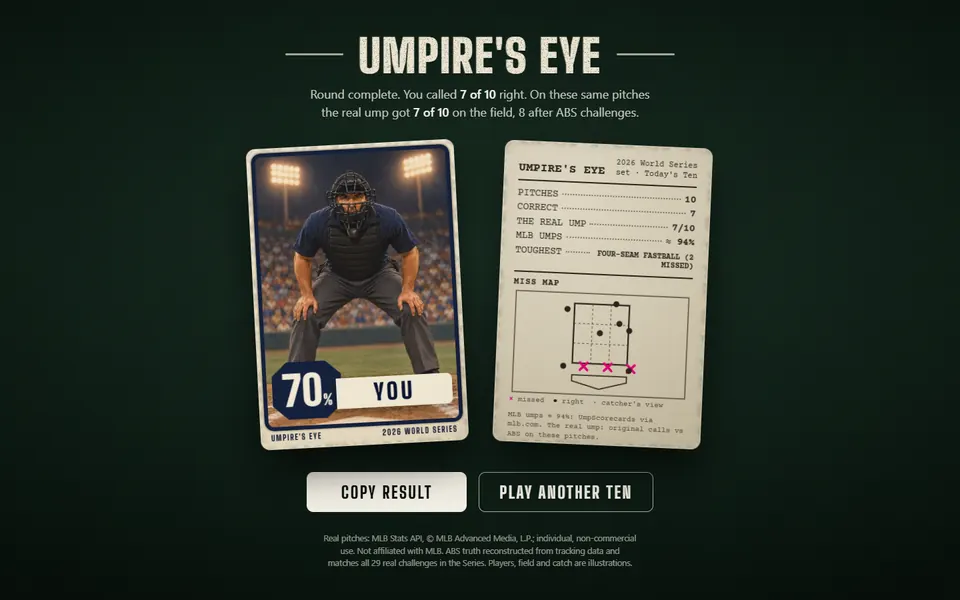 UMPIRE'S EYE
Round complete. You called 7 of 10 right. On these same pitches
the real ump got 7 of 10 on the field, 8 after ABS challenges.
70%
YOU
UMPIRE'S EYE
2026 WORLD SERIES
UMPIRE'S EYE
2026 World Series
set · Today's Ten
PITCHES 10
CORRECT 7
THE REAL UMP 7/10
MLB UMPS ≈ 94%
TOUGHEST FOUR-SEAM FASTBALL (2
MISSED)
MISS MAP
× missed • right · catcher's view
MLB umps ≈ 94%: UmpScorecards via
mlb.com. The real ump: original calls vs
ABS on these pitches.
COPY RESULT
PLAY ANOTHER TEN
Real pitches: MLB Stats API, © MLB Advanced Media, L.P.; individual, non-commercial
use. Not affiliated with MLB. ABS truth reconstructed from tracking data and
matches all 29 real challenges in the Series. Players, field and catch are illustrations.